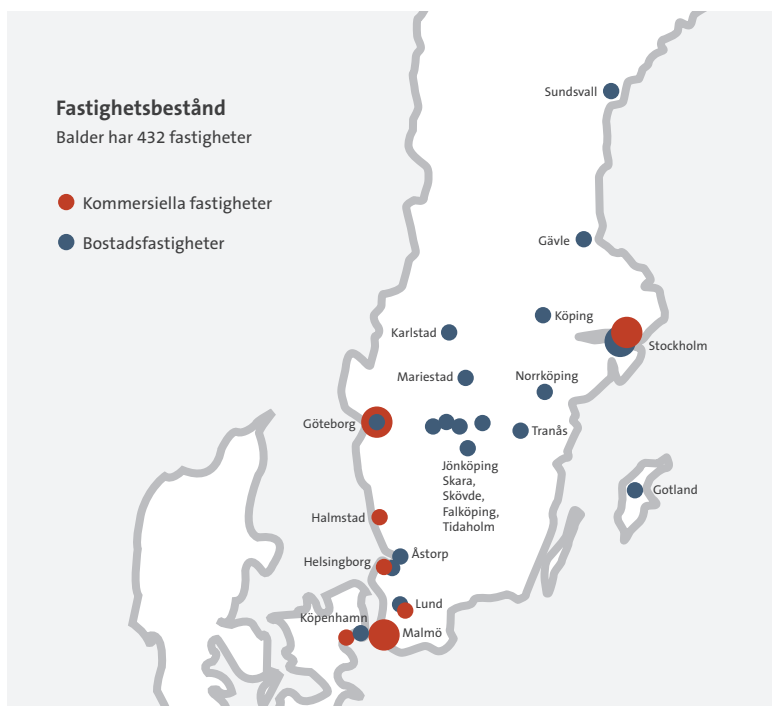 Fastighetsbestånd
Balder har 432 fastigheter
Kommersiella fastigheter
Bostadsfastigheter
Sundsvall
Gävle
Köping
Karlstad
Stockholm
Mariestad
Norrköping
Göteborg
Tranås
Jönköping
Skara,
Skövde,
Falköping,
Tidaholm
Gotland
Halmstad
Åstorp
Helsingborg
Lund
Köpenhamn
Malmö